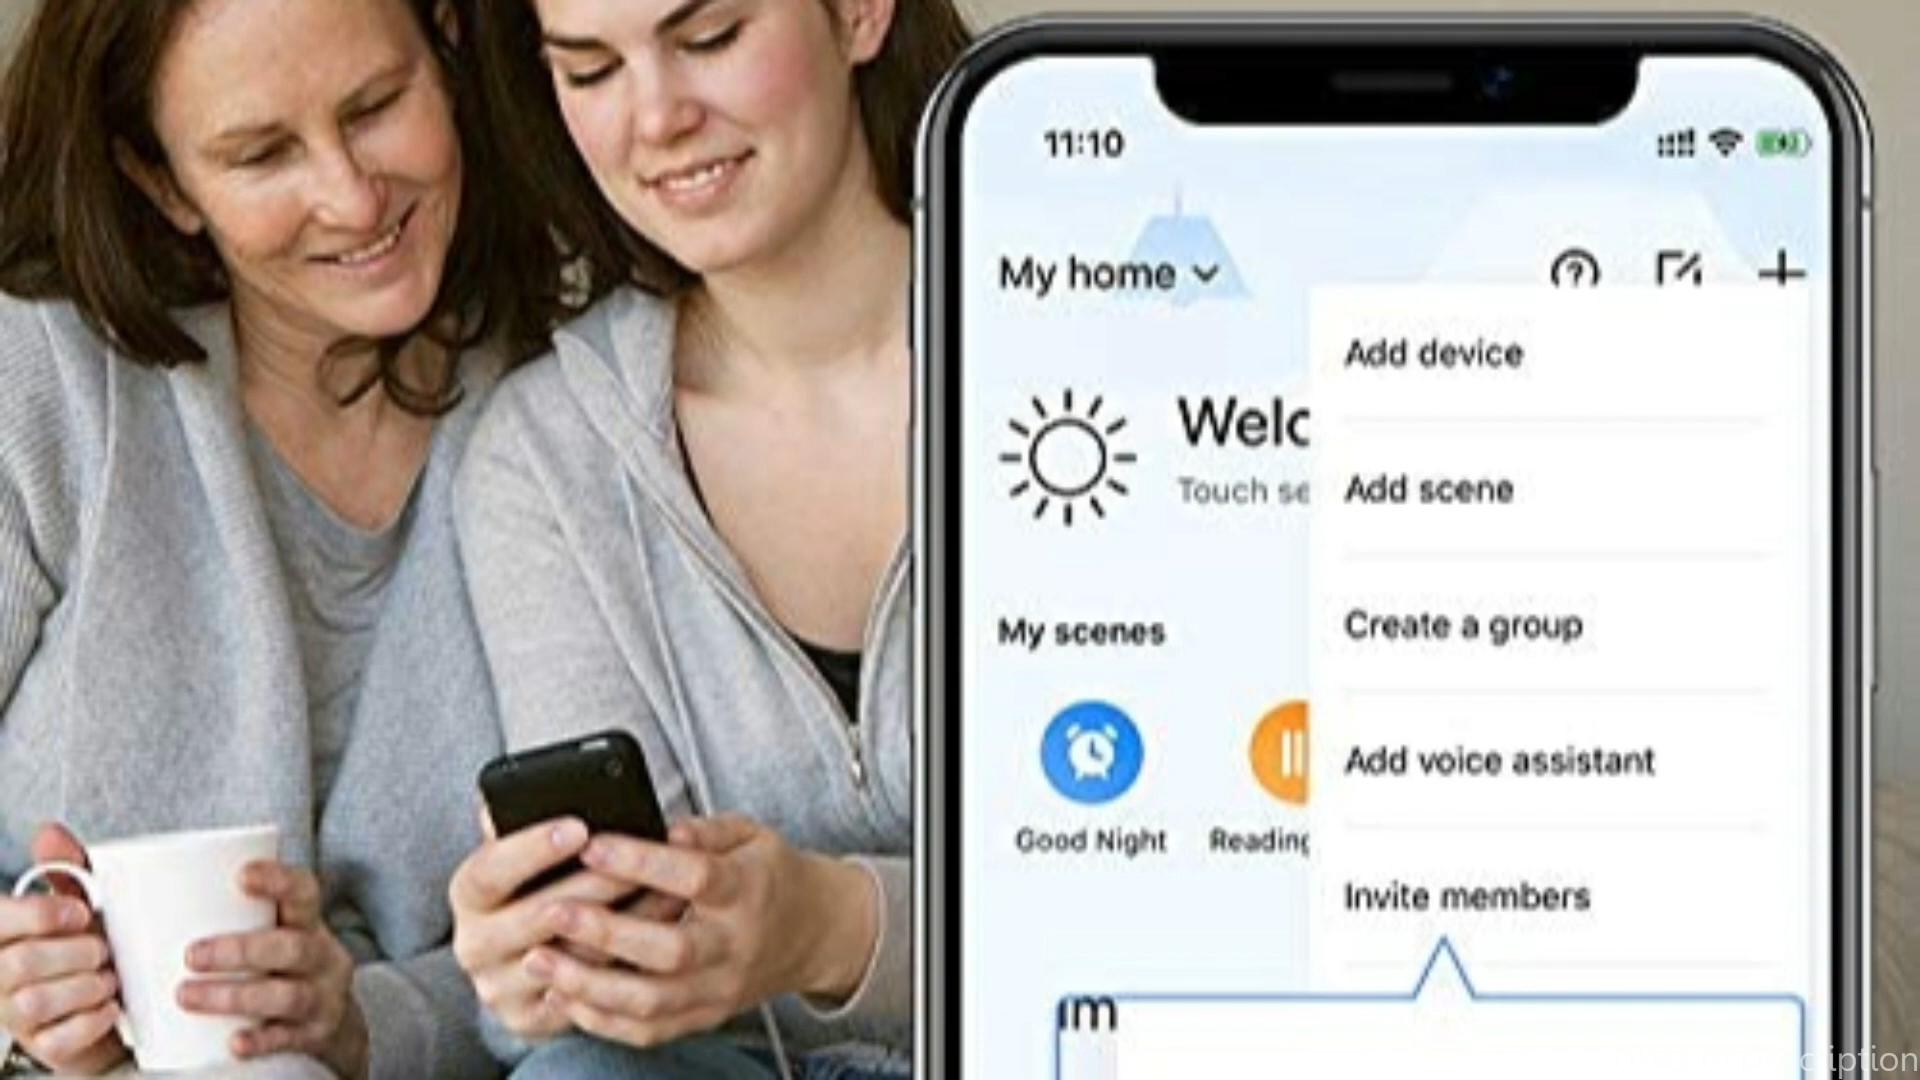 11:10
My home
Add device
Welc
Add scene
Touch se
Create a group
My scenes
Add voice assistant
Good Night
Reading
Invite members